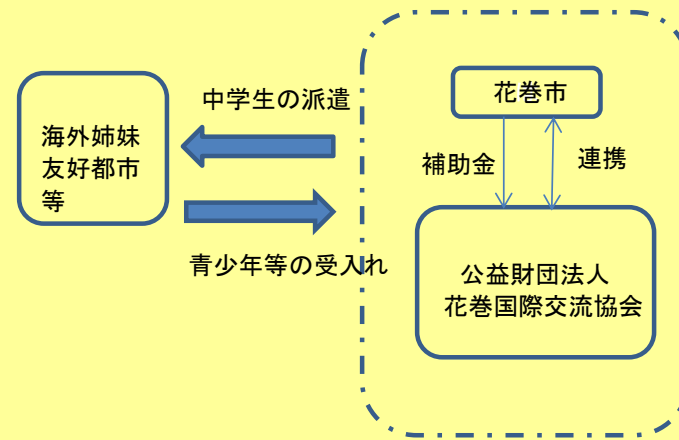 中学生の派遣
海外姉妹
友好都市
等
青少年等の受入れ
花巻市
補助金
連携
公益財団法人
花巻国際交流協会